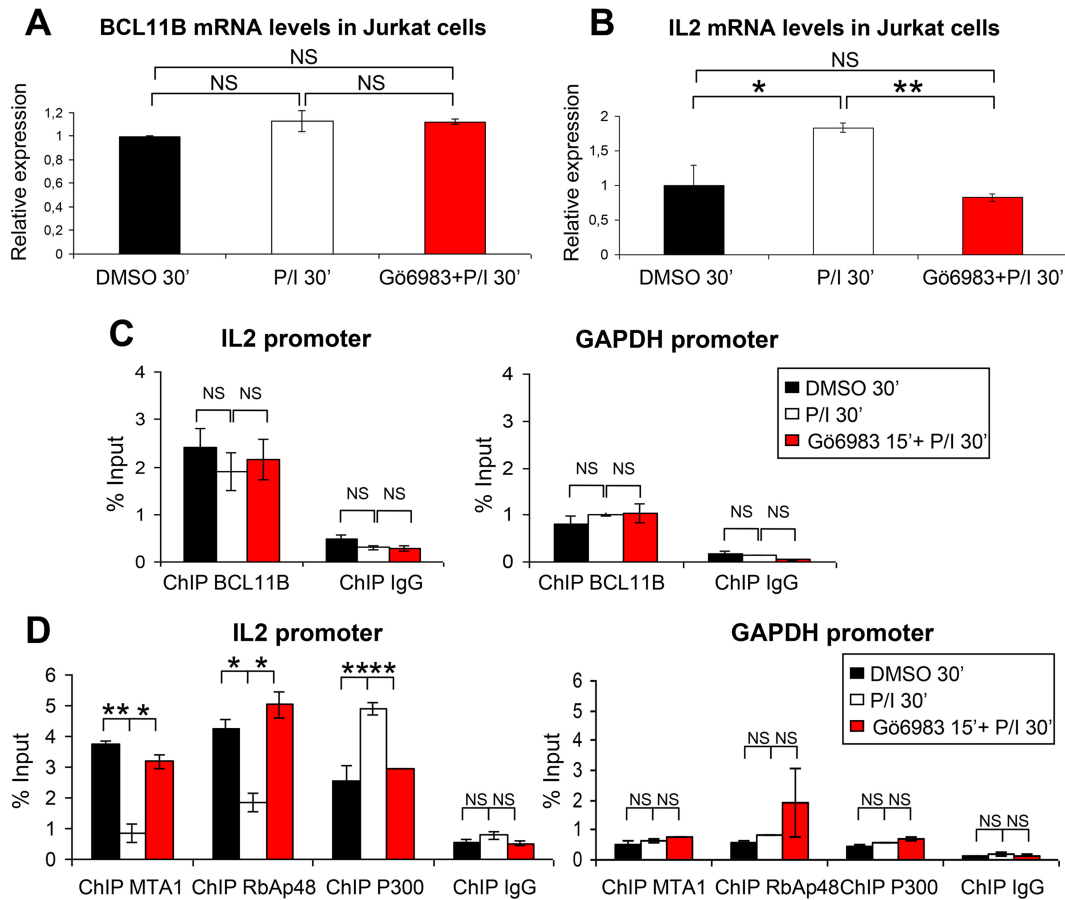 A
BCL11B mRNA levels in Jurkat cells
NS
NS NS
Relative expression
1,2
1
0,8
0,6
0,4
0,2
0
DMSO 30’ P/I 30’ Gö6983+P/I 30’
B
IL2 mRNA levels in Jurkat cells
NS
* **
Relative expression
2
1,5
1
0,5
0
DMSO 30’ P/I 30’ Gö6983+P/I 30’
C
IL2 promoter
% Input
4
3
2
1
0
NS NS
NS NS
ChIP BCL11B ChIP IgG
GAPDH promoter
% Input
4
3
2
1
0
NS NS
NS NS
ChIP BCL11B ChIP IgG
DMSO 30’
P/I 30’
Gö6983 15’+ P/I 30’
D
IL2 promoter
% Input
6
5
4
3
2
1
0
** *
* *
****
NS NS
ChIP MTA1 ChIP RbAp48 ChIP P300 ChIP IgG
GAPDH promoter
% Input
6
5
4
3
2
1
0
NS NS
NS NS
NS NS
NS NS
ChIP MTA1 ChIP RbAp48 ChIP P300 ChIP IgG
DMSO 30’
P/I 30’
Gö6983 15’+ P/I 30’